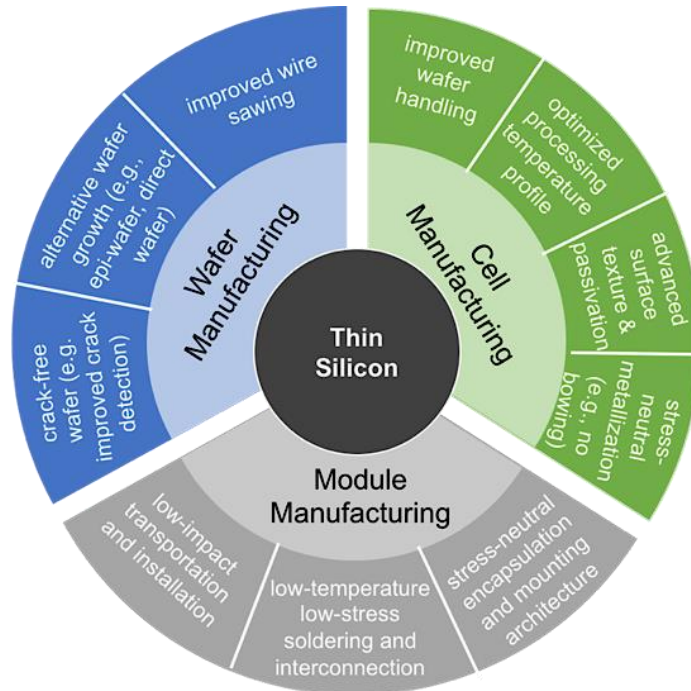 improved wire
sawing
alternative wafer
growth (e.g.,
epi-wafer, direct
wafer)
crack-free
wafer (e.g.
improved crack
detection)
Wafer
Manufacturing
improved
wafer
handling
optimized
processing
temperature
profile
advanced
surface
texture &
passivation
stress-
neutral
metallization
(e.g., no
bowing)
Cell
Manufacturing
Thin
Silicon
Module
Manufacturing
low-impact
transportation
and installation
low-temperature
low-stress
soldering and
interconnection
stress-neutral
encapsulation
and mounting
architecture